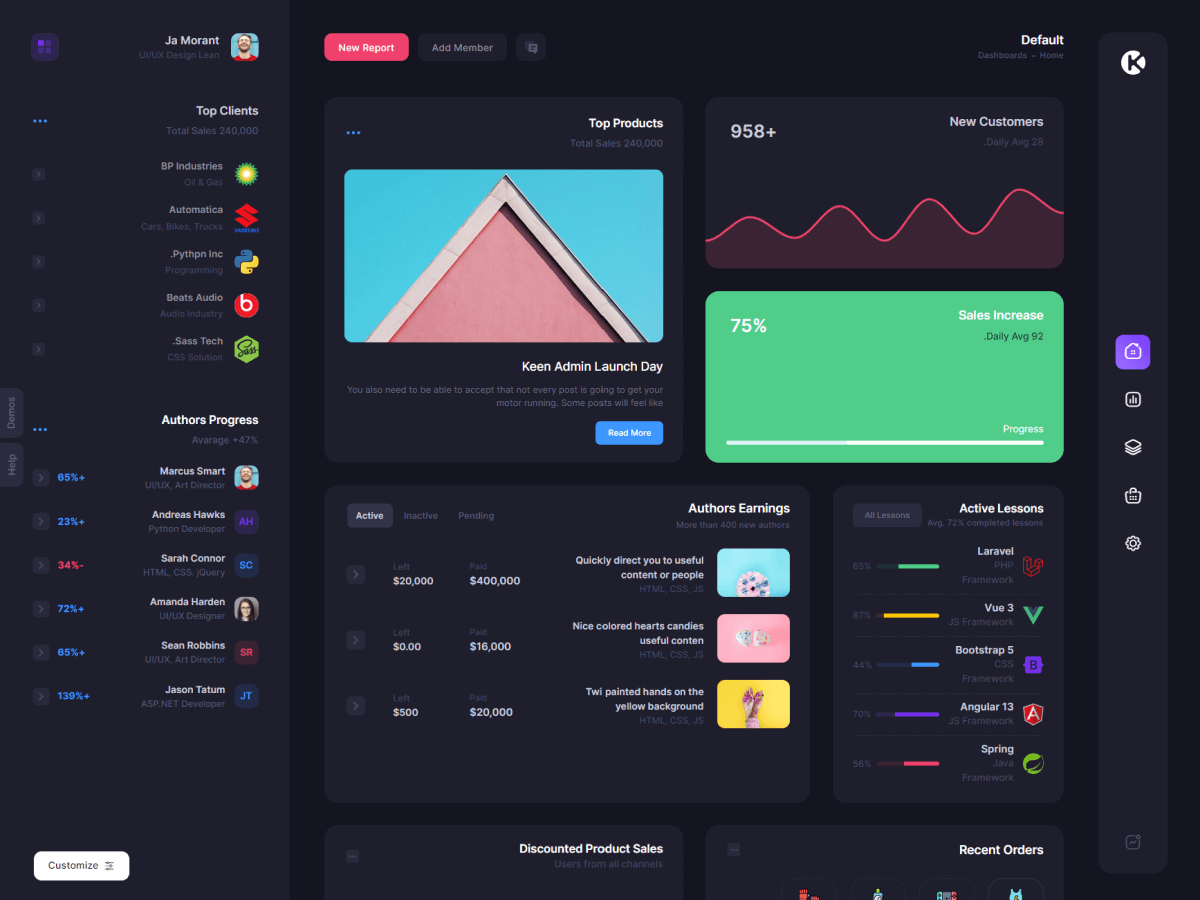 Ja Morant
UI/UX Design Lean
Top Clients
Total Sales 240,000
BP Industries
Oil & Gas
Automatica
Cars, Bikes, Trucks
SUZUKI
.Pythpn Inc
Programming
Beats Audio
Audio Industry
.Sass Tech
CSS Solution
Sass
Authors Progress
Avarage +47%
Marcus Smart
UI/UX, Art Director
65%+
Andreas Hawks
Python Developer
AH
23%+
Sarah Connor
HTML, CSS. jQuery
SC
34%-
Amanda Harden
UI/UX Designer
72%+
Sean Robbins
UI/UX, Art Director
SR
65%+
Jason Tatum
ASP.NET Developer
JT
139%+
Demos
Help
Customize
New Report
Add Member
Default
Dashboards - Home
Top Products
Total Sales 240,000
Keen Admin Launch Day
You also need to be able to accept that not every post is going to get your
motor running. Some posts will feel like
Read More
New Customers
.Daily Avg 28
958+
Sales Increase
.Daily Avg 92
75%
Progress
Active
Inactive
Pending
Authors Earnings
More than 400 new authors
Quickly direct you to useful
content or people
HTML, CSS, JS
Paid
$400,000
Left
$20,000
Nice colored hearts candies
useful conten
HTML, CSS, JS
Paid
$16,000
Left
$0.00
Twi painted hands on the
yellow background
HTML, CSS, JS
Paid
$20,000
Left
$500
All Lessons
Active Lessons
Avg. 72% completed lessons
Laravel
PHP
Framework
65%
Vue 3
JS Framework
87%
Bootstrap 5
CSS
Framework
B
44%
Angular 13
JS Framework
A
70%
Spring
Java
Framework
56%
Discounted Product Sales
Users from all channels
Recent Orders
K